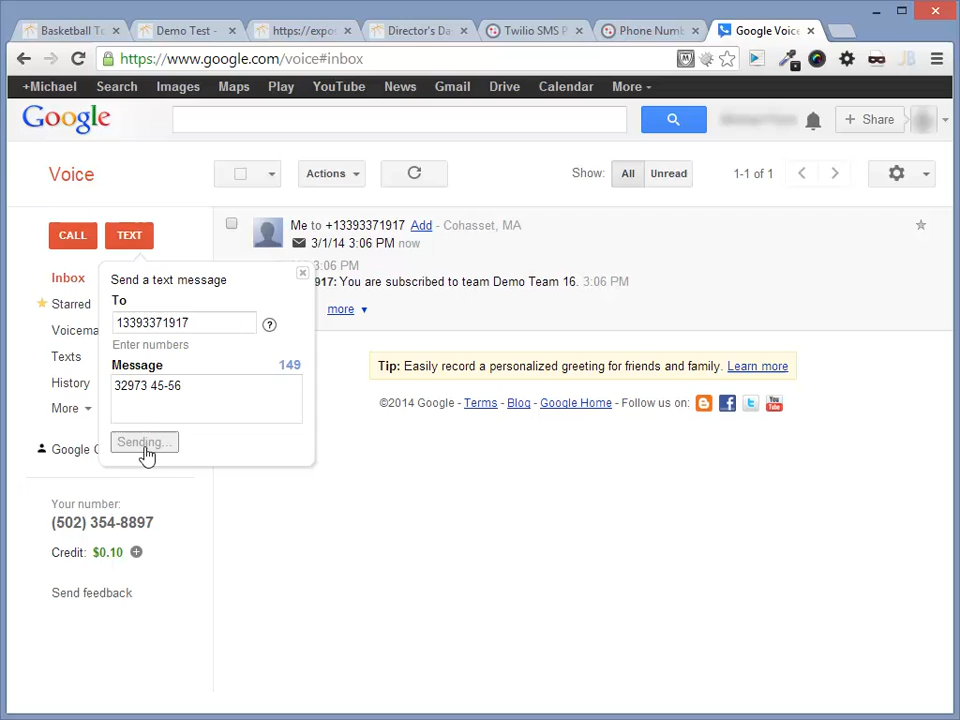 Basketball T
Demo Test -
https://expos
Director's Da
Twilio SMS P
Phone Numb
Google Voice
https://www.google.com/voice#inbox
JB
+Michael Search Images Maps Play YouTube News Gmail Drive Calendar More
Google
+ Share
Voice
Actions
Show: All Unread
1-1 of 1
CALL TEXT
Me to +13393371917 Add - Cohasset, MA
3/1/14 3:06 PM now
3:06 PM
917: You are subscribed to team Demo Team 16. 3:06 PM
more
Inbox
Starred
Voicema
Texts
History
More
Google C
Send a text message
To
13393371917
Enter numbers
Message 149
32973 45-56
Sending...
Tip: Easily record a personalized greeting for friends and family. Learn more
©2014 Google - Terms - Blog - Google Home - Follow us on:
You
Tube
Your number:
(502) 354-8897
Credit: $0.10
Send feedback